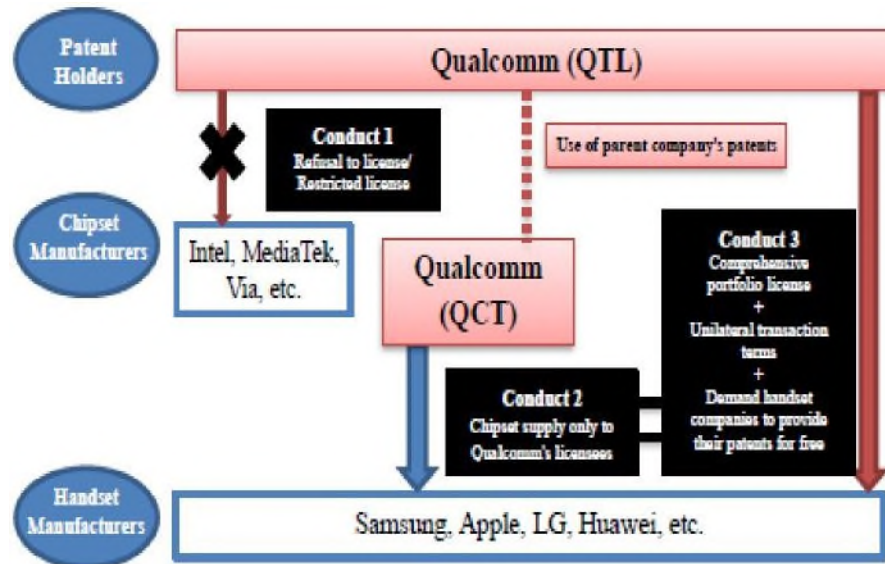 Patent
Holders
Qualcomm (QTL)
Conduct 1
Refusal to license/
Restricted license
Use of parent company's patents
Chipset
Manufacturers
Intel, MediaTek,
Via, etc.
Qualcomm
(QCT)
Conduct 3
Comprehensive
portfolio license
+
Unilateral transaction
terms
+
Demand handset
companies to provide
their patents for free
Conduct 2
Chipset supply only to
Qualcomm's licensees
Handset
Manufacturers
Samsung, Apple, LG, Huawei, etc.